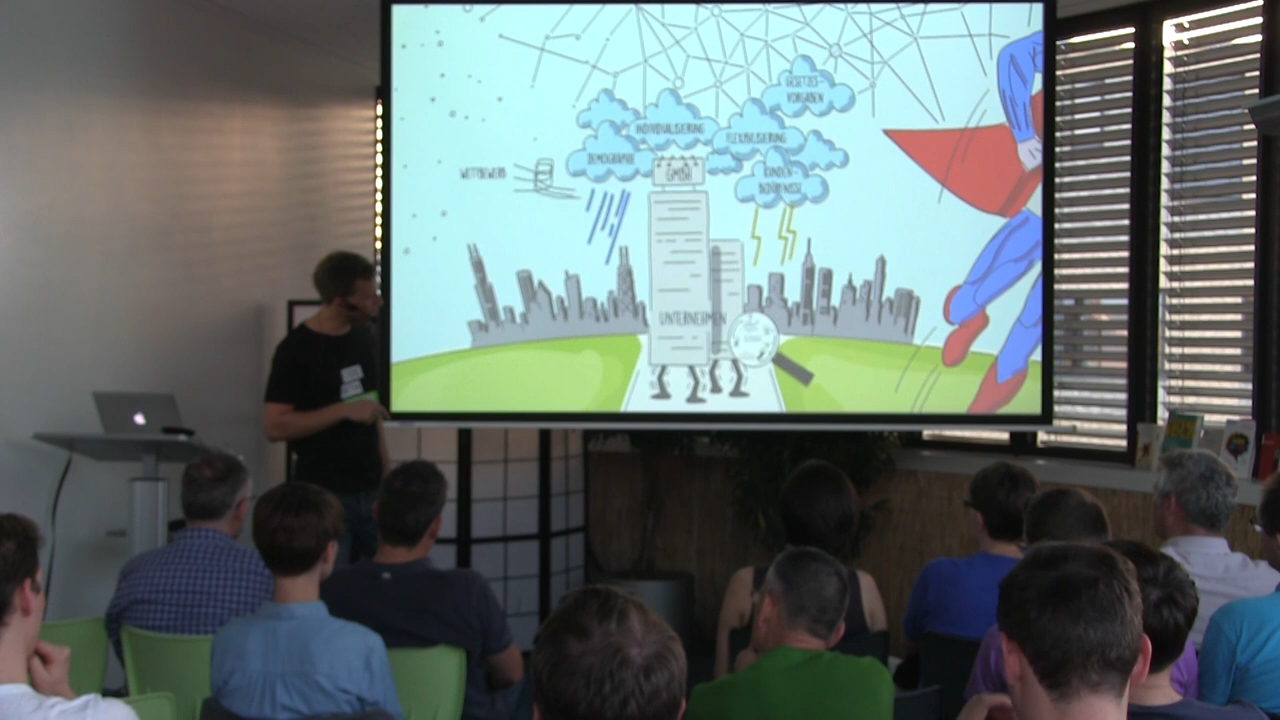 GESETZES-
VORGABEN
INDIVIDUALISIERUNG
FLEXIBILISIERUNG
DEMOGRAPHIE
WETTBEWERB
GMBH
KUNDEN-
BEDÜRFNISSE
UNTERNEHMEN